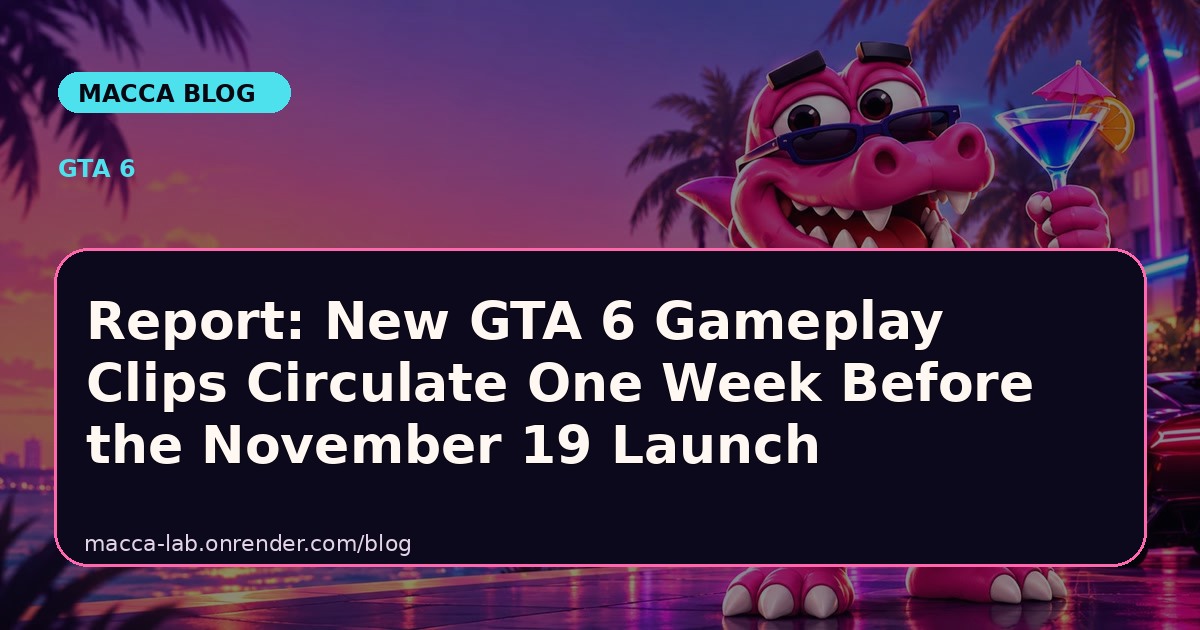 MACCA BLOG
GTA 6
Report: New GTA 6 Gameplay
Clips Circulate One Week Before
the November 19 Launch
macca-lab.onrender.com/blog